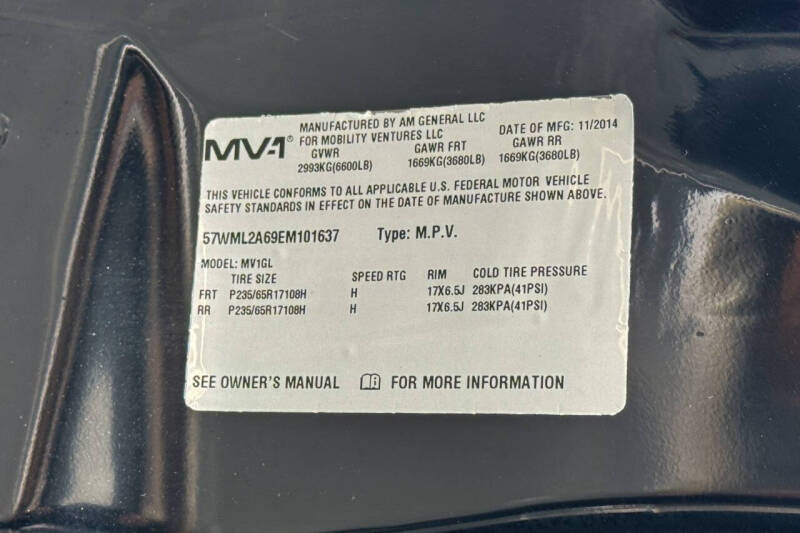 MV-1® MANUFACTURED BY AM GENERAL LLC
FOR MOBILITY VENTURES LLC DATE OF MFG: 11/2014
GVWR GAWR FRT GAWR RR
2993KG(6600LB) 1669KG(3680LB) 1669KG(3680LB)
THIS VEHICLE CONFORMS TO ALL APPLICABLE U.S. FEDERAL MOTOR VEHICLE
SAFETY STANDARDS IN EFFECT ON THE DATE OF MANUFACTURE SHOWN ABOVE.
57WML2A69EM101637 Type: M.P.V.
MODEL: MV1GL
TIRE SIZE SPEED RTG RIM COLD TIRE PRESSURE
FRT P235/65R17108H H 17X6.5J 283KPA(41PSI)
RR P235/65R17108H H 17X6.5J 283KPA(41PSI)
SEE OWNER'S MANUAL FOR MORE INFORMATION